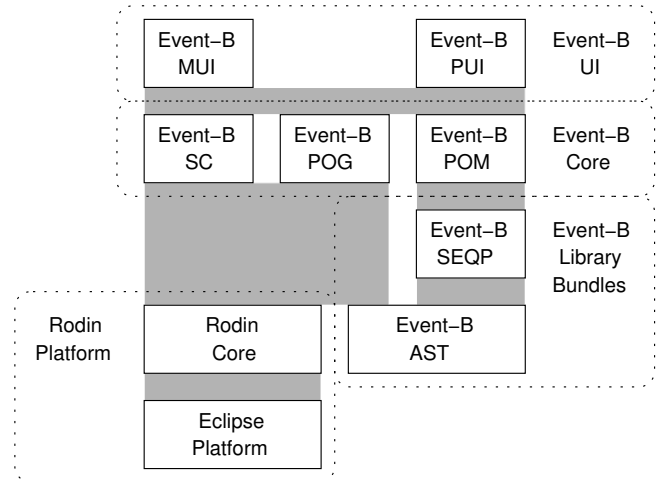 Event–B
MUI
Event–B
PUI
Event–B
UI
Event–B
SC
Event–B
POG
Event–B
POM
Event–B
Core
Event–B
SEQP
Event–B
Library
Bundles
Rodin
Platform
Rodin
Core
Event–B
AST
Eclipse
Platform